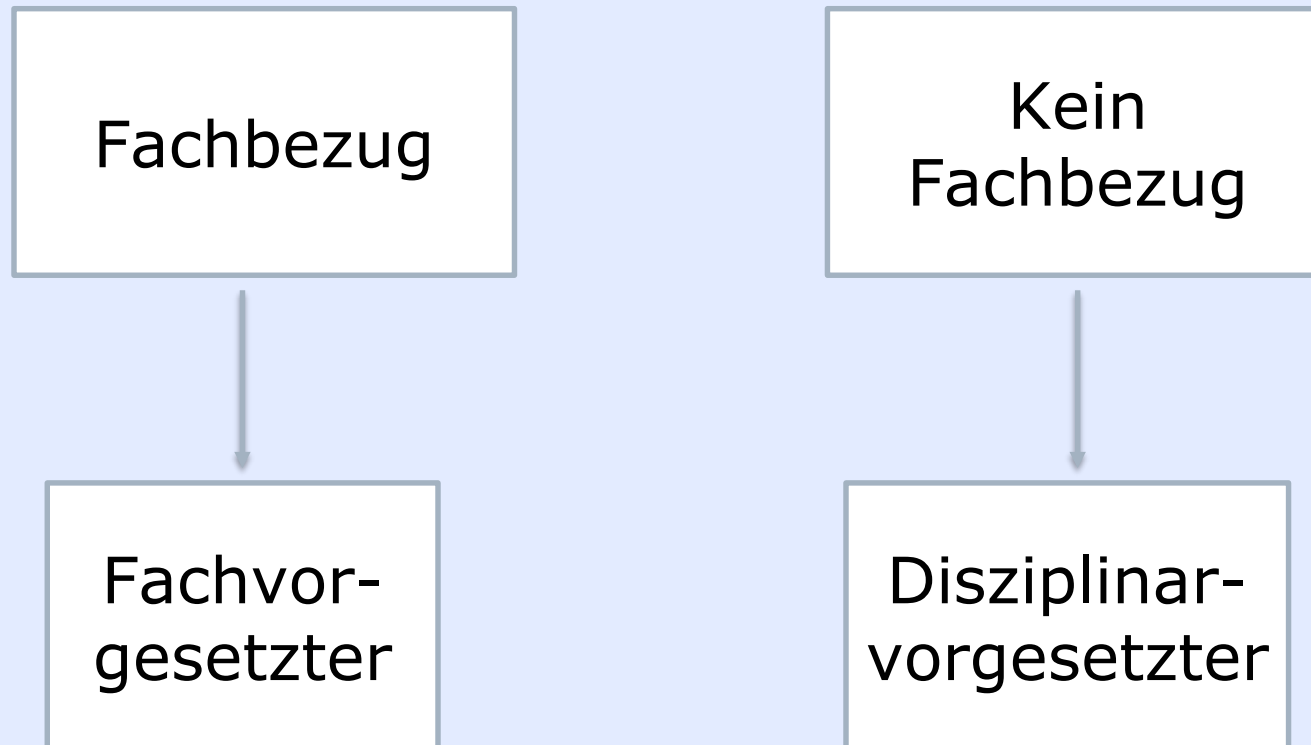 Fachbezug
Kein
Fachbezug
Fachvor-
gesetzter
Disziplinar-
vorgesetzter